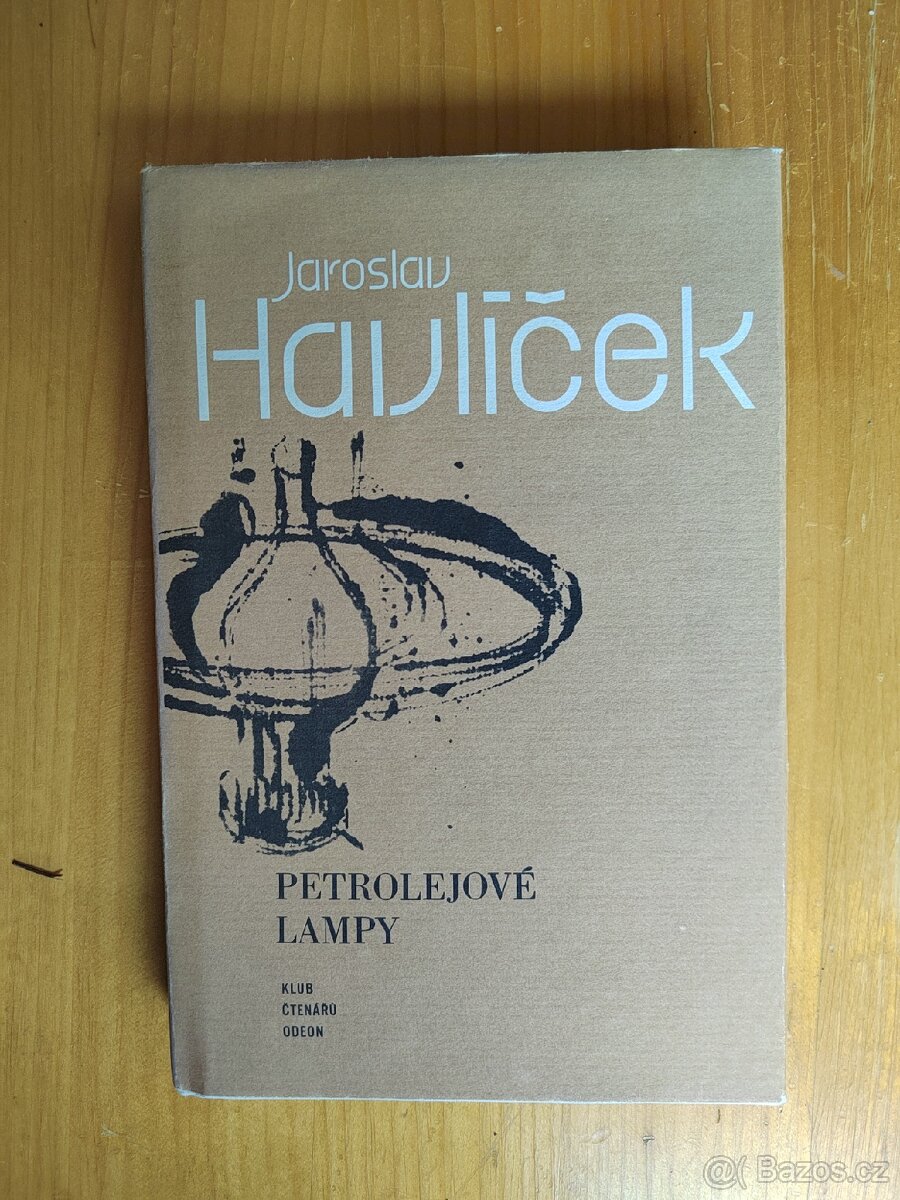 Jaroslav
Havlíček
PETROLEJOVÉ
LAMPY
KLUB
ČTENÁŘŮ
ODEON
@ Bazos.cz